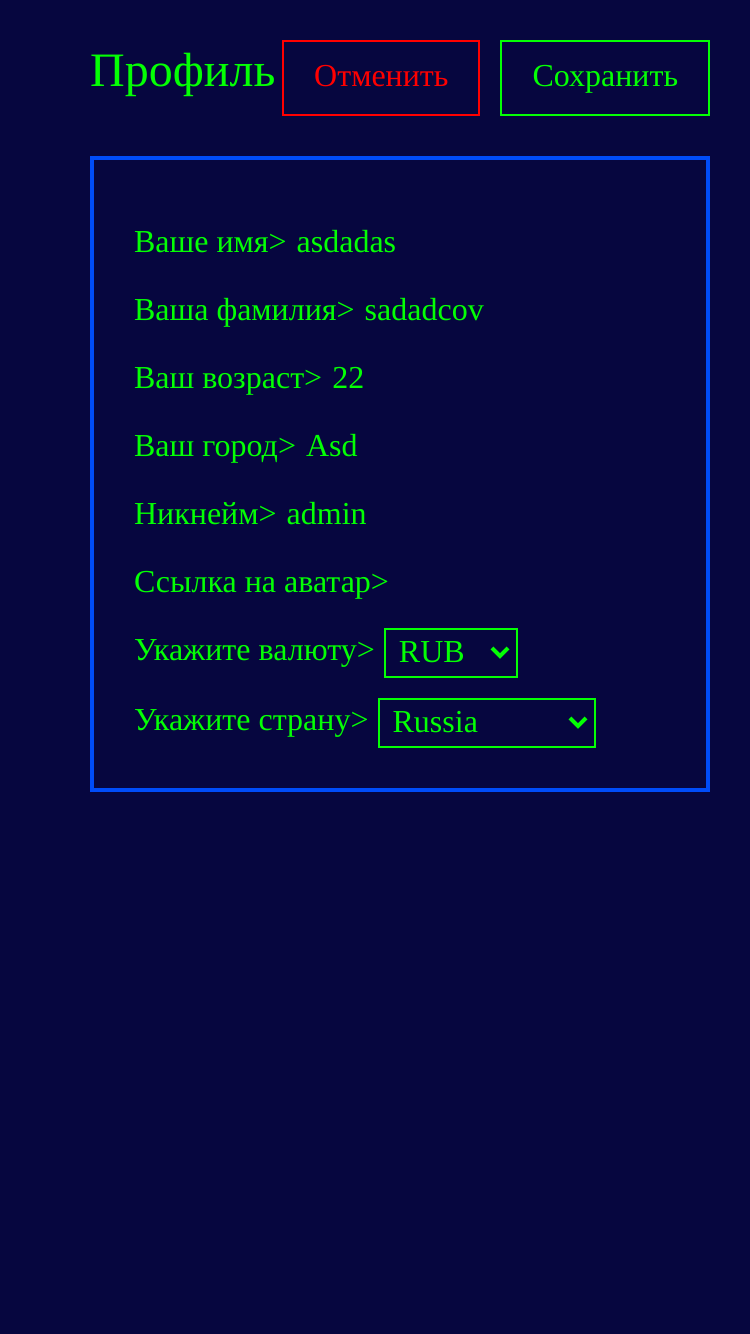 Профиль Отменить Сохранить
Ваше имя> asdadas
Ваша фамилия> sadadcov
Ваш возраст> 22
Ваш город> Asd
Никнейм> admin
Ссылка на аватар>
Укажите валюту> RUB
Укажите страну> Russia